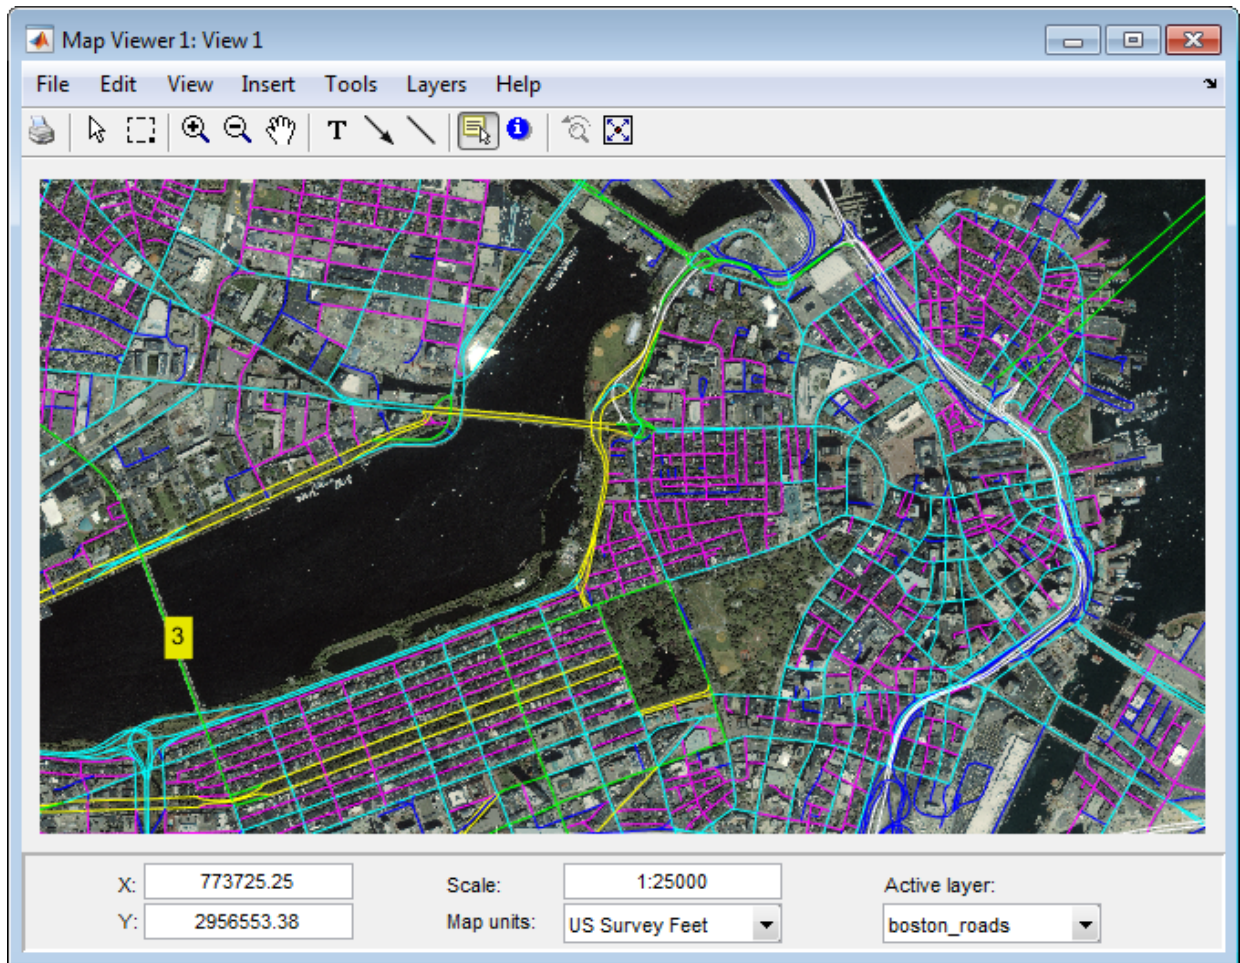 Map Viewer 1: View 1
File Edit View Insert Tools Layers Help
T
3
X: 773725.25 Scale: 1:25000 Active layer:
Y: 2956553.38 Map units: US Survey Feet boston_roads